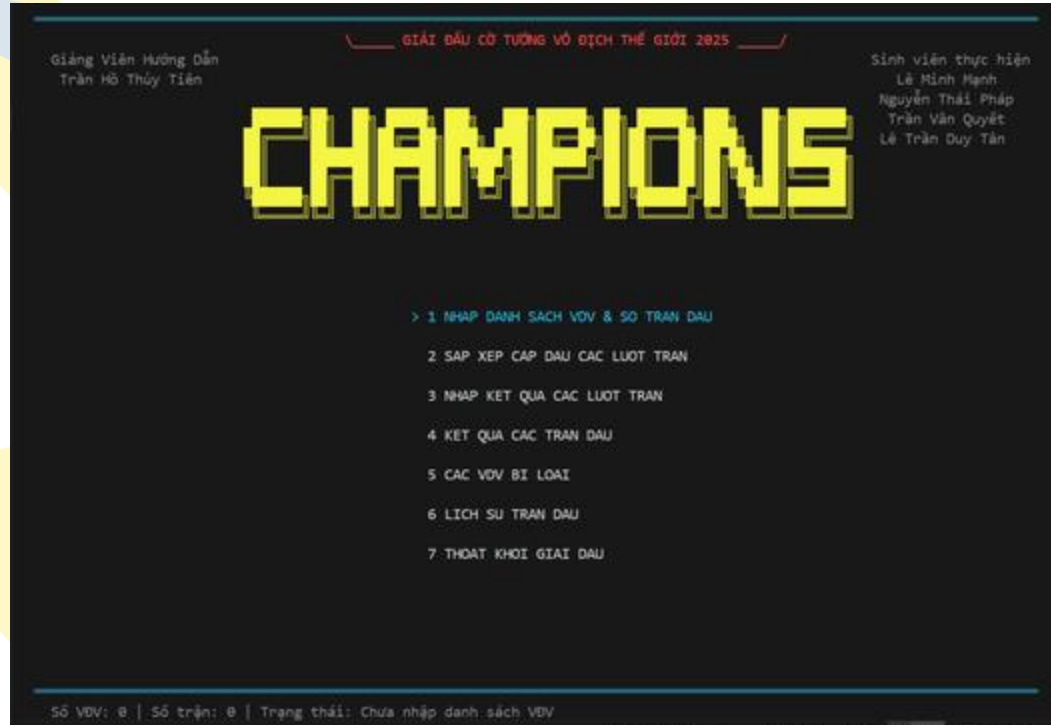 \_____ GIẢI ĐẤU CỜ TƯỚNG VÔ ĐỊCH THẾ GIỚI 2025 _____/
Giảng Viên Hướng Dẫn
Trần Hồ Thủy Tiên
Sinh viên thực hiện
Lê Minh Mạnh
Nguyễn Thái Pháp
Trần Văn Quyết
Lê Trần Duy Tân
CHAMPIONS
> 1 NHAP DANH SACH VDV & SO TRAN DAU
2 SAP XEP CAP DAU CAC LUOT TRAN
3 NHAP KET QUA CAC LUOT TRAN
4 KET QUA CAC TRAN DAU
5 CAC VDV BI LOAI
6 LICH SU TRAN DAU
7 THOAT KHOI GIAI DAU
Số VĐV: 0 | Số trận: 0 | Trạng thái: Chưa nhập danh sách VĐV